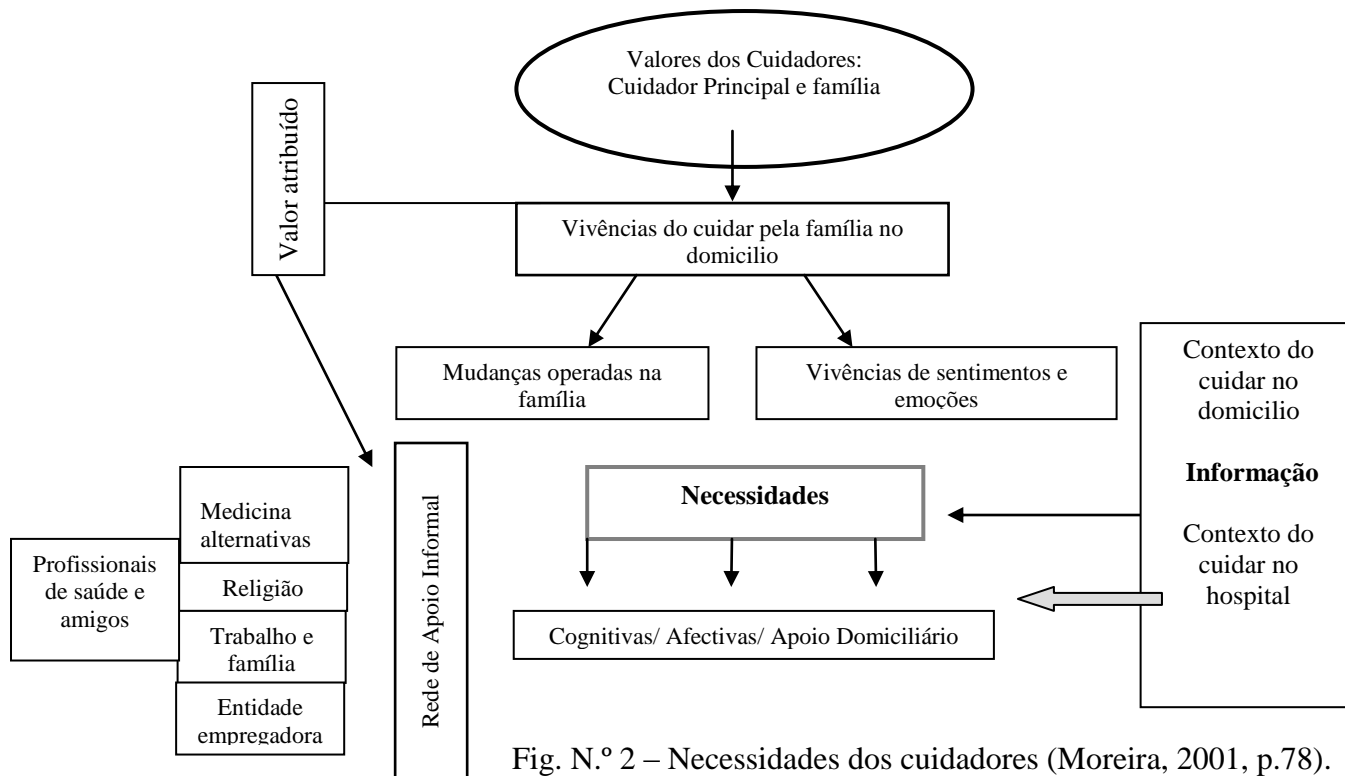 Valores dos Cuidadores:
Cuidador Principal e família
Valor atribuído
Vivências do cuidar pela família no
domicilio
Mudanças operadas na
família
Vivências de sentimentos e
emoções
Contexto do
cuidar no
domicilio
Informação
Contexto do
cuidar no
hospital
Necessidades
Cognitivas/ Afectivas/ Apoio Domiciliário
Rede de Apoio Informal
Medicina
alternativas
Religião
Trabalho e
família
Entidade
empregadora
Profissionais
de saúde e
amigos
Fig. N.º 2 – Necessidades dos cuidadores (Moreira, 2001, p.78).